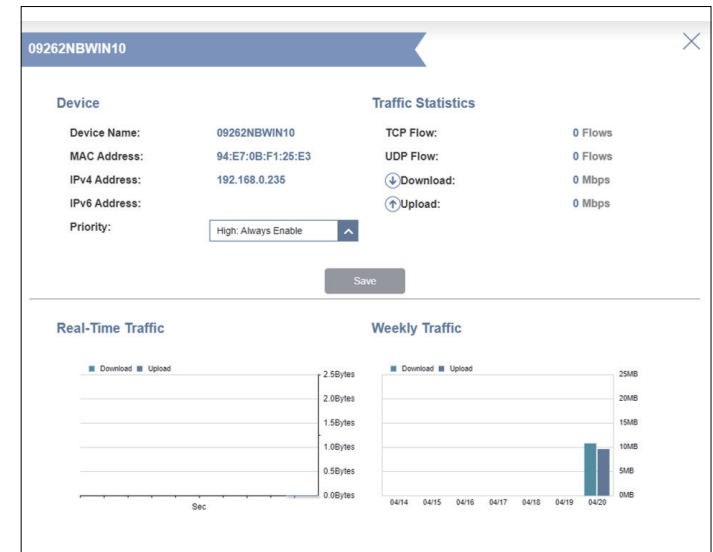 09262NBWIN10
Device
Device Name: 09262NBWIN10
MAC Address: 94:E7:0B:F1:25:E3
IPv4 Address: 192.168.0.235
IPv6 Address:
Priority: High: Always Enable
Traffic Statistics
TCP Flow: 0 Flows
UDP Flow: 0 Flows
Download: 0 Mbps
Upload: 0 Mbps
Save
Real-Time Traffic
Download Upload
2.5Bytes
2.0Bytes
1.5Bytes
1.0Bytes
0.5Bytes
0.0Bytes
Sec
Weekly Traffic
Download Upload
25MB
20MB
15MB
10MB
5MB
0MB
04/14 04/15 04/16 04/17 04/18 04/19 04/20